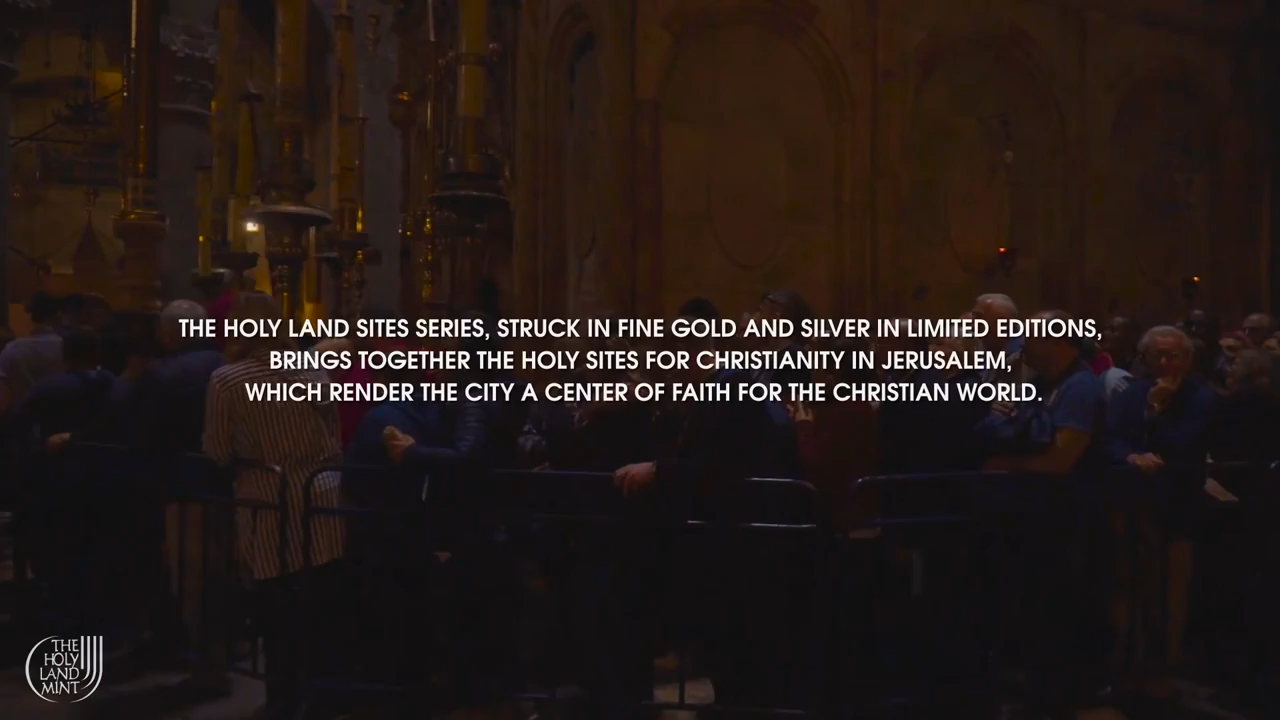 THE HOLY LAND SITES SERIES, STRUCK IN FINE GOLD AND SILVER IN LIMITED EDITIONS,
BRINGS TOGETHER THE HOLY SITES FOR CHRISTIANITY IN JERUSALEM,
WHICH RENDER THE CITY A CENTER OF FAITH FOR THE CHRISTIAN WORLD.
THE
HOLY
LAND
MINT